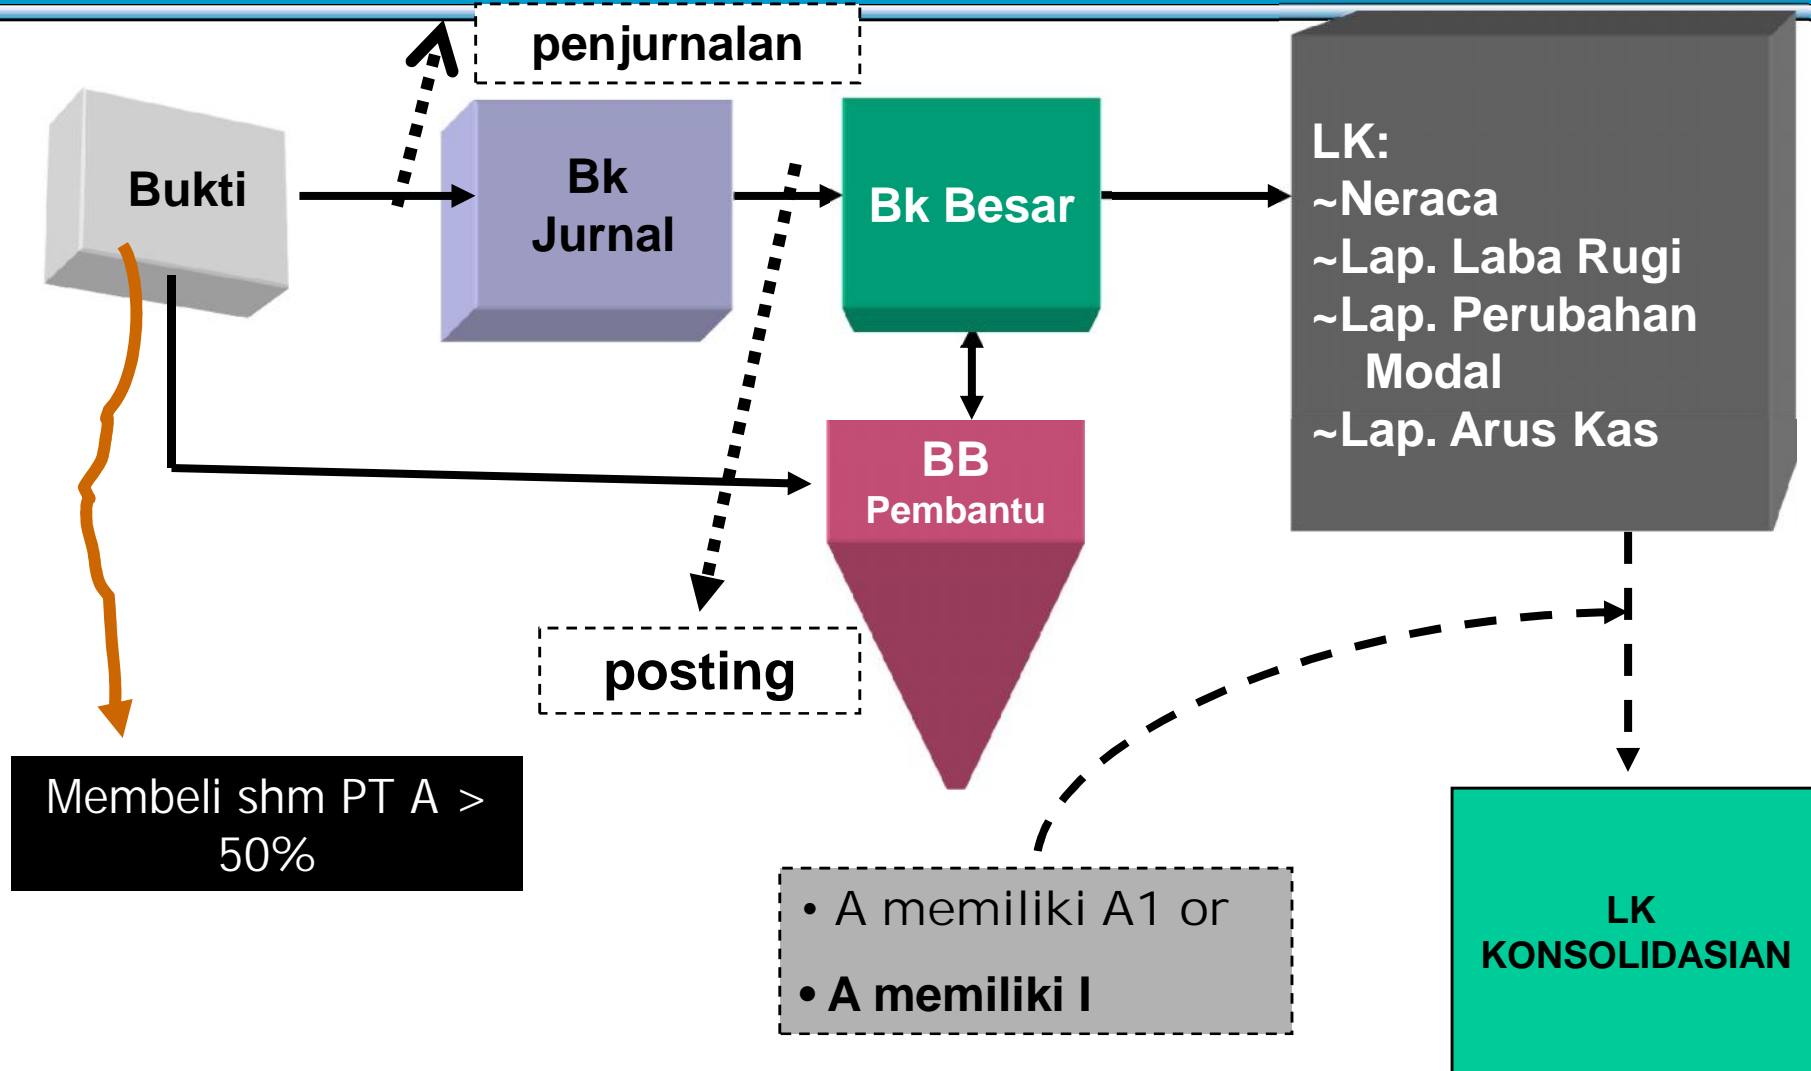 penjurnalan
Bukti
Bk
Jurnal
Bk Besar
LK:
~Neraca
~Lap. Laba Rugi
~Lap. Perubahan
Modal
~Lap. Arus Kas
BB
Pembantu
posting
Membeli shm PT A >
50%
• A memiliki A1 or
• A memiliki I
LK
KONSOLIDASIAN